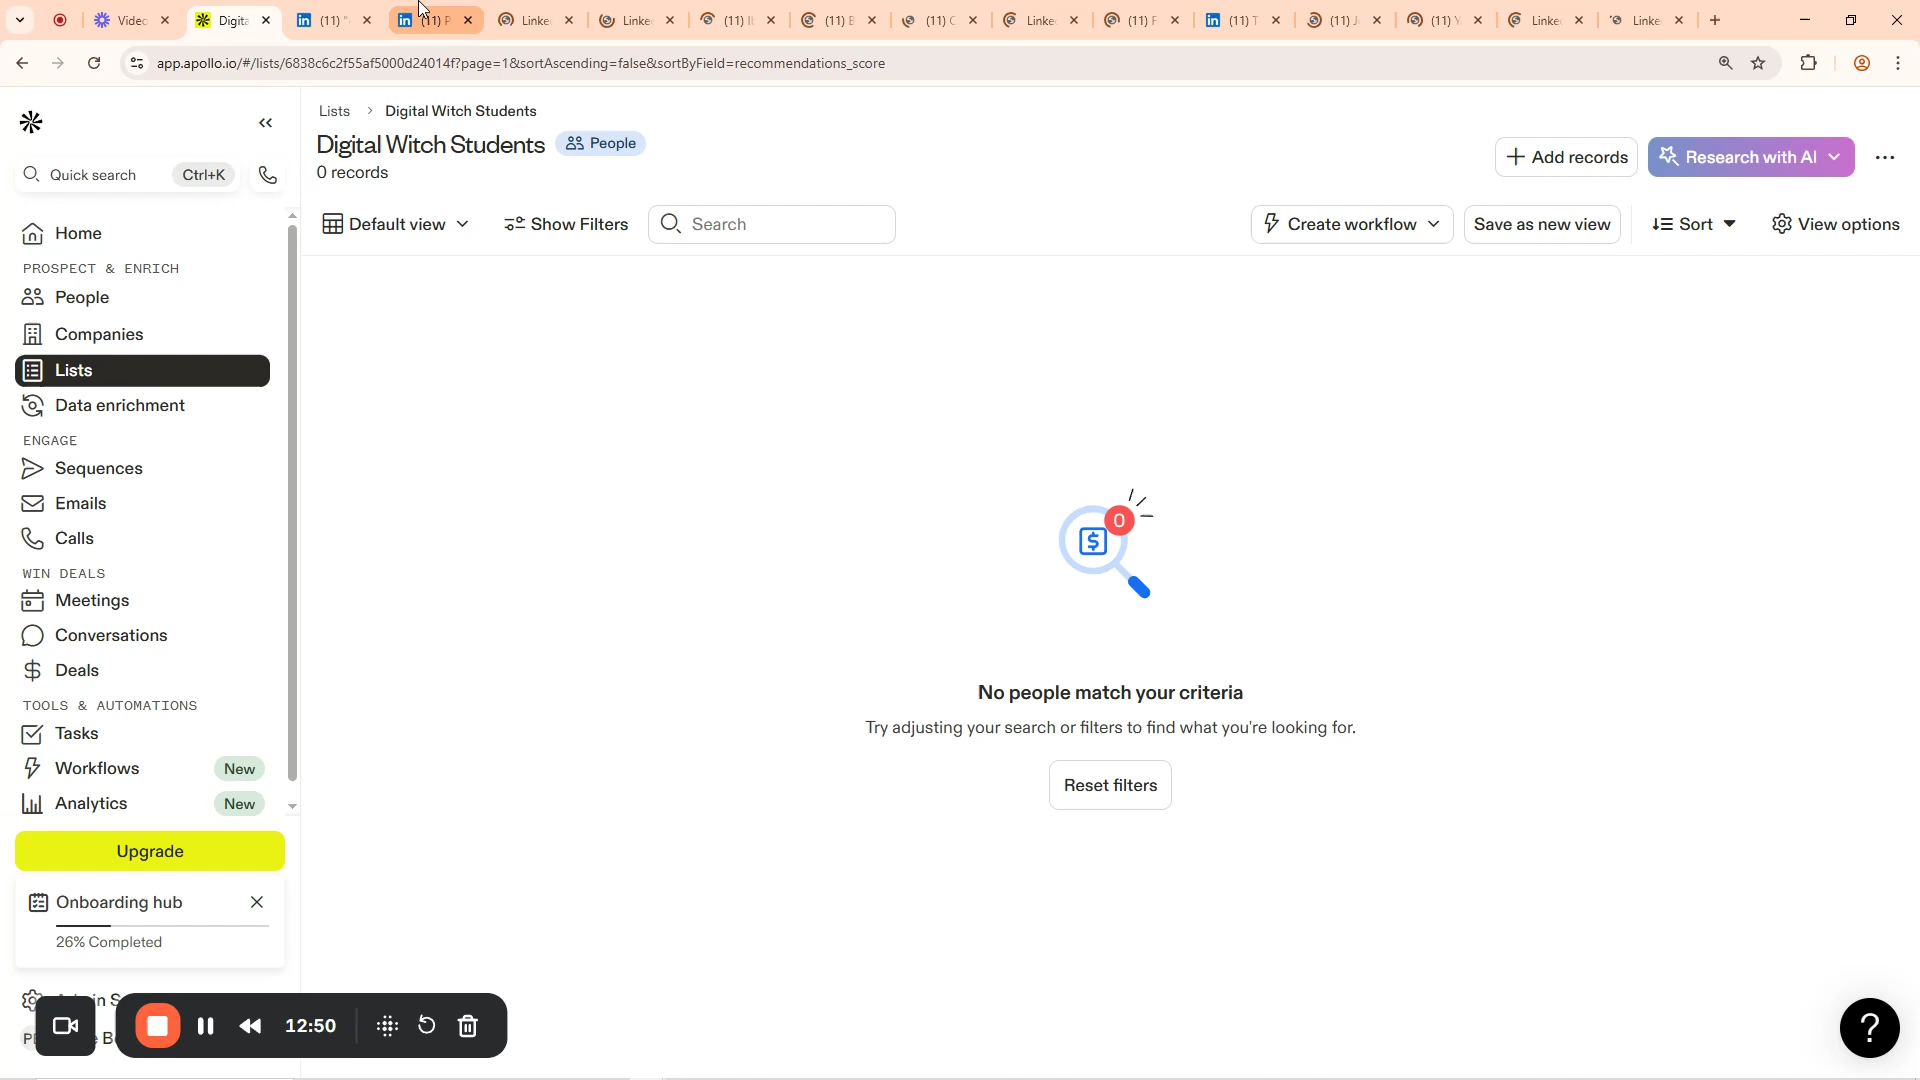 Video
Digita
(11) "
(11) P
Linke
Linke
(11) B
(11) C
Linke
(11) F
(11) T
(11) Y
Linke
Linke
app.apollo.io/#/lists/6838c6c2f55af5000d24014f?page=1&sortAscending=false&sortByField=recommendations_score
Lists > Digital Witch Students
Digital Witch Students People
0 records
+ Add records
Research with AI
Quick search Ctrl+K
Default view
Show Filters
Search
Create workflow
Save as new view
Sort
View options
Home
PROSPECT & ENRICH
People
Companies
Lists
Data enrichment
ENGAGE
Sequences
Emails
Calls
WIN DEALS
Meetings
Conversations
Deals
TOOLS & AUTOMATIONS
Tasks
Workflows New
Analytics New
Upgrade
Onboarding hub
26% Completed
0
$
No people match your criteria
Try adjusting your search or filters to find what you're looking for.
Reset filters
12:50
?